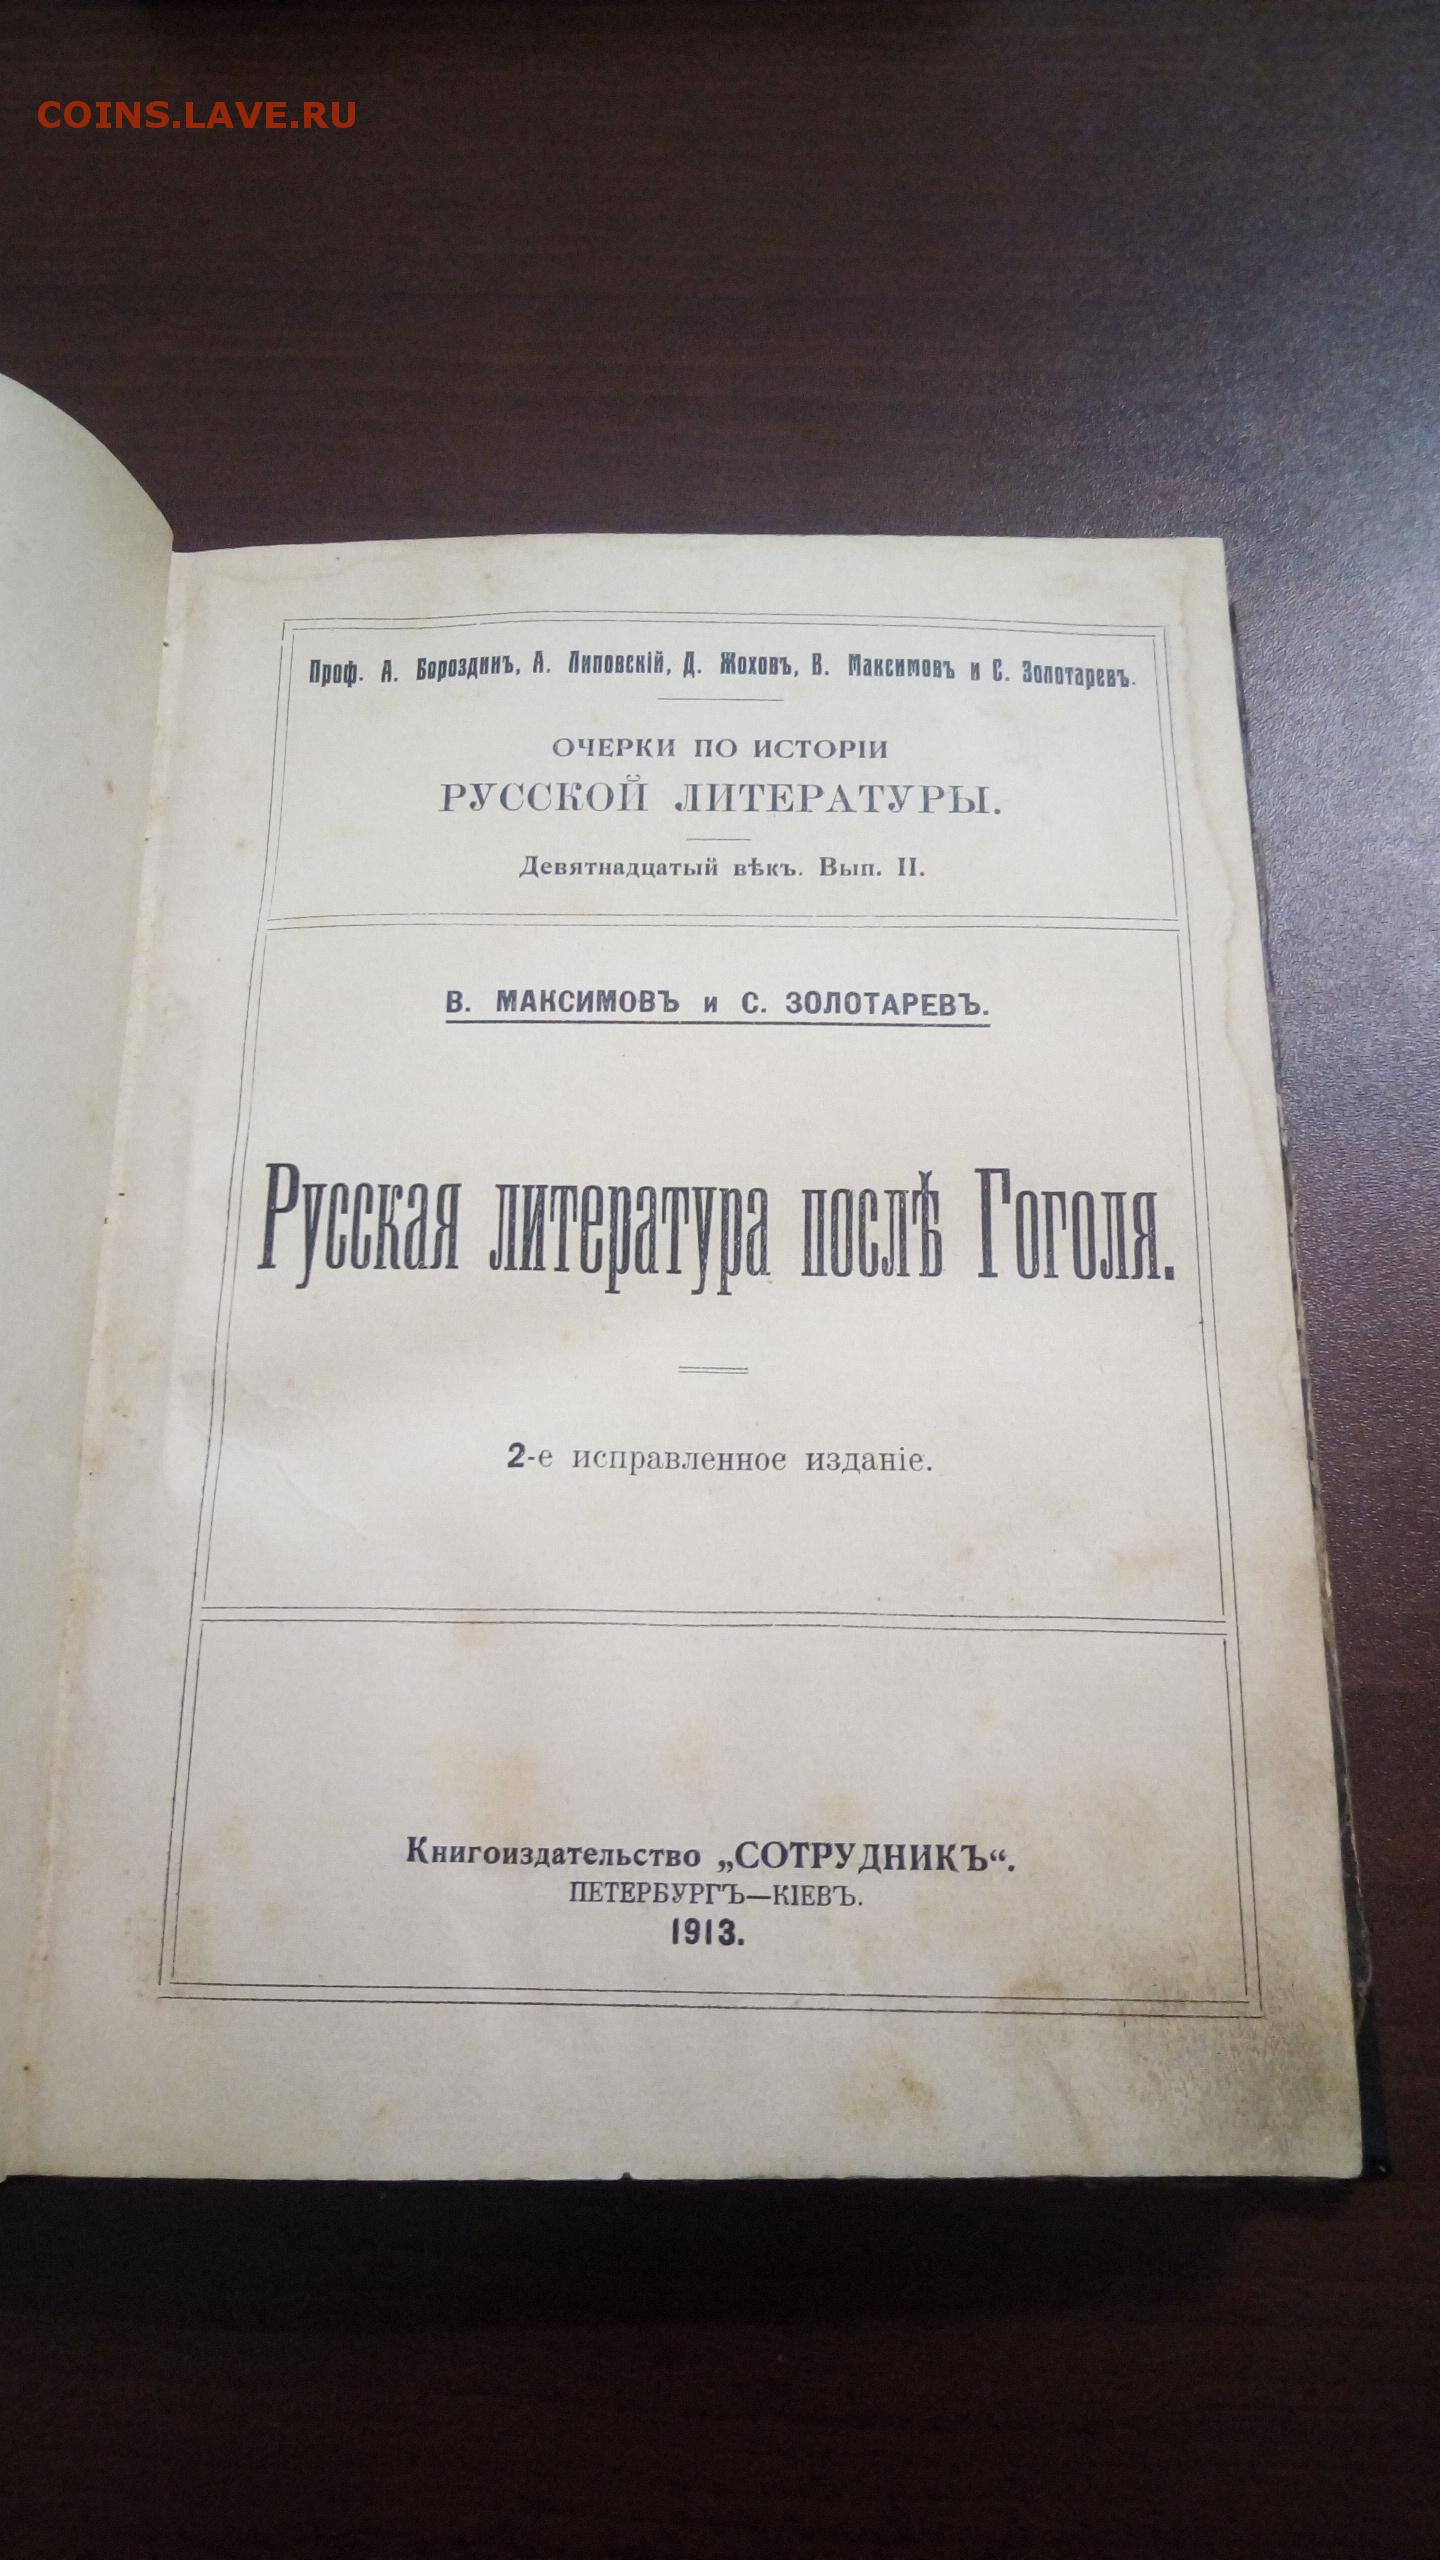 COINS.LAVE.RU
Проф. А. Бороздинъ, А. Липовскій, Д. Жоховъ, В. Максимовъ и С. Золотаревъ.
ОЧЕРКИ ПО ИСТОРІИ
РУССКОЙ ЛИТЕРАТУРЫ.
Девятнадцатый вѣкъ. Вып. II.
В. МАКСИМОВЪ и С. ЗОЛОТАРЕВЪ.
Русская литература послѣ Гоголя.
2-е исправленное изданіе.
Книгоиздательство „СОТРУДНИКЪ“.
ПЕТЕРБУРГЪ—КІЕВЪ.
1913.